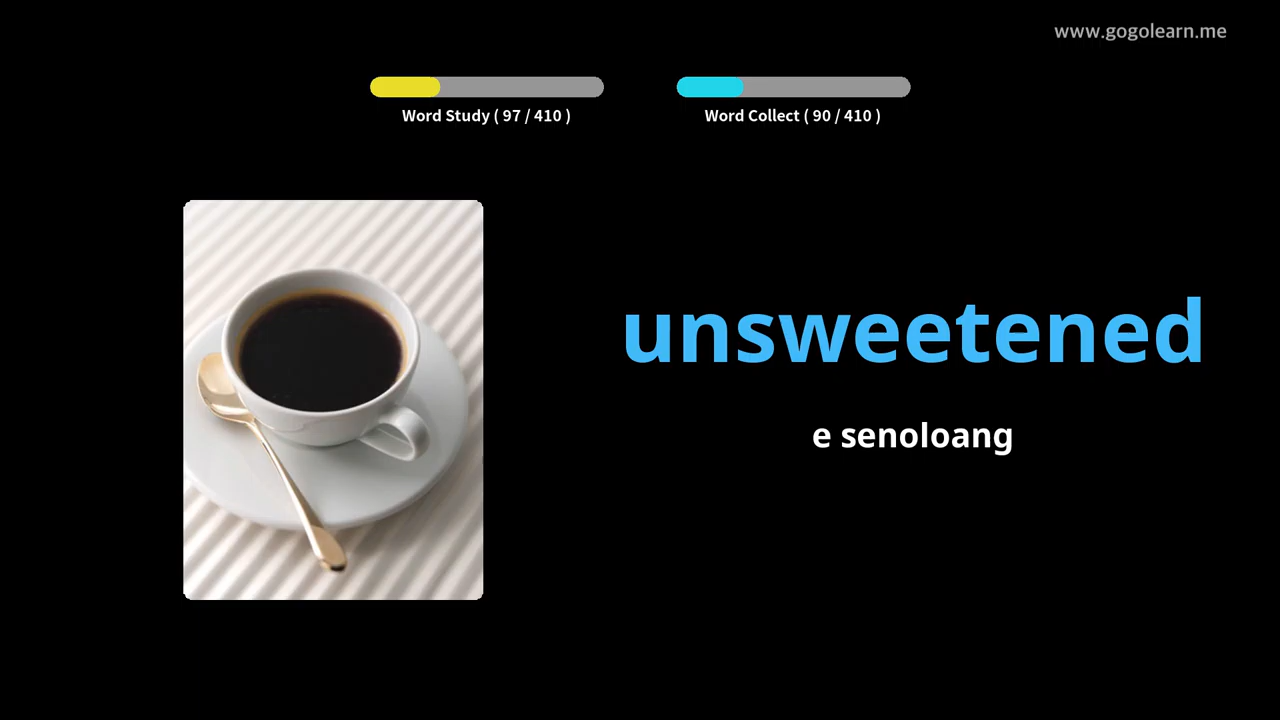 www.gogolearn.me
Word Study ( 97 / 410 )
Word Collect ( 90 / 410 )
unsweetened
e senoloang